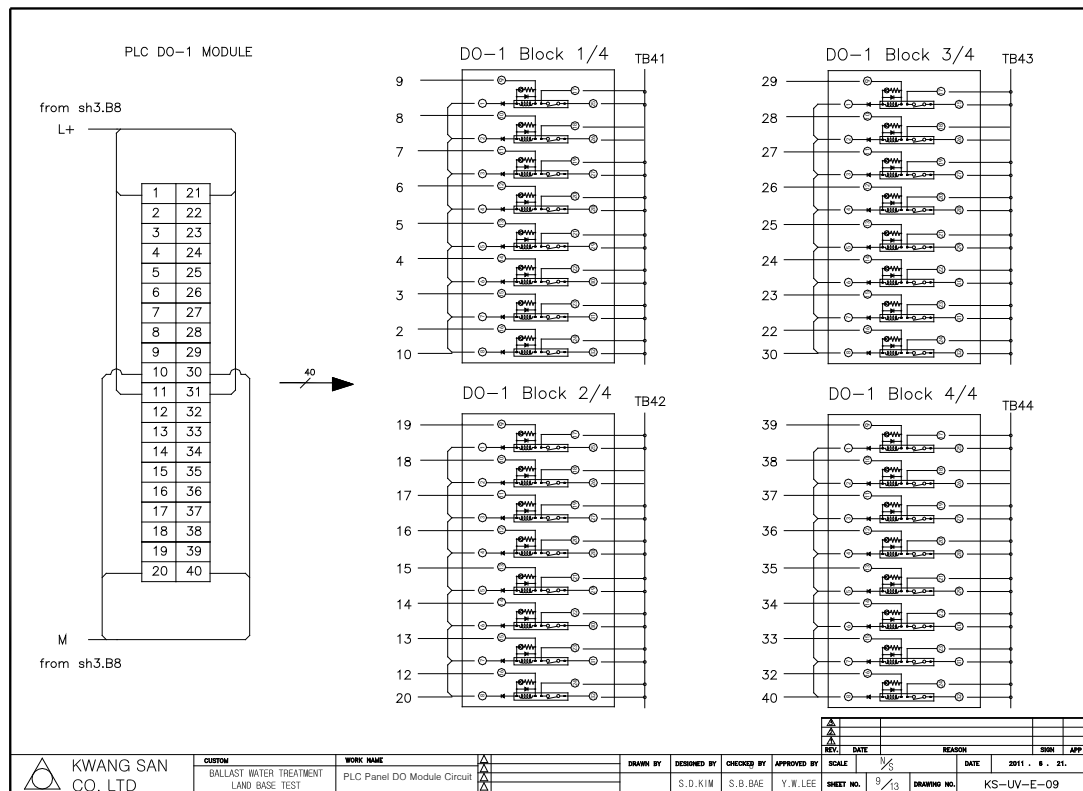 PLC DO-1 MODULE
from sh3.B8
L+
1 21
2 22
3 23
4 24
5 25
6 26
7 27
8 28
9 29
10 30
11 31
12 32
13 33
14 34
15 35
16 36
17 37
18 38
19 39
20 40
M
from sh3.B8
40
DO-1 Block 1/4 TB41
9
8
7
6
5
4
3
2
10
DO-1 Block 2/4 TB42
19
18
17
16
15
14
13
12
20
DO-1 Block 3/4 TB43
29
28
27
26
25
24
23
22
30
DO-1 Block 4/4 TB44
39
38
37
36
35
34
33
32
40
REV. DATE REASON SIGN APP
KWANG SAN
CO. LTD
CUSTOM
BALLAST WATER TREATMENT
LAND BASE TEST
WORK NAME
PLC Panel DO Module Circuit
DRAWN BY DESIGNED BY CHECKED BY APPROVED BY
S.D.KIM S.B.BAE Y.W.LEE
SCALE N/S DATE 2011 . 6 . 21.
SHEET NO. 9/13 DRAWING NO. KS-UV-E-09